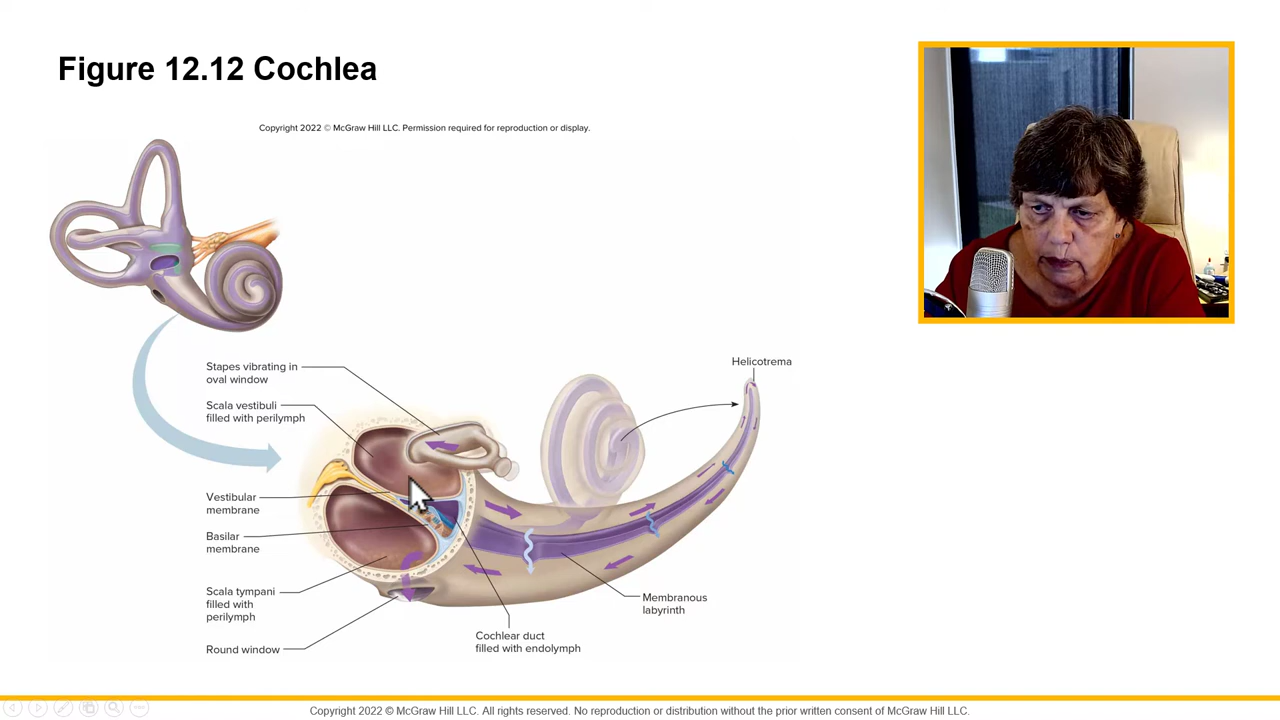 Figure 12.12 Cochlea
Copyright 2022 © McGraw Hill LLC. Permission required for reproduction or display.
Helicotrema
Stapes vibrating in
oval window
Scala vestibuli
filled with perilymph
Vestibular
membrane
Basilar
membrane
Scala tympani
filled with
perilymph
Round window
Membranous
labyrinth
Cochlear duct
filled with endolymph
Copyright 2022 © McGraw Hill LLC. All rights reserved. No reproduction or distribution without the prior written consent of McGraw Hill LLC.